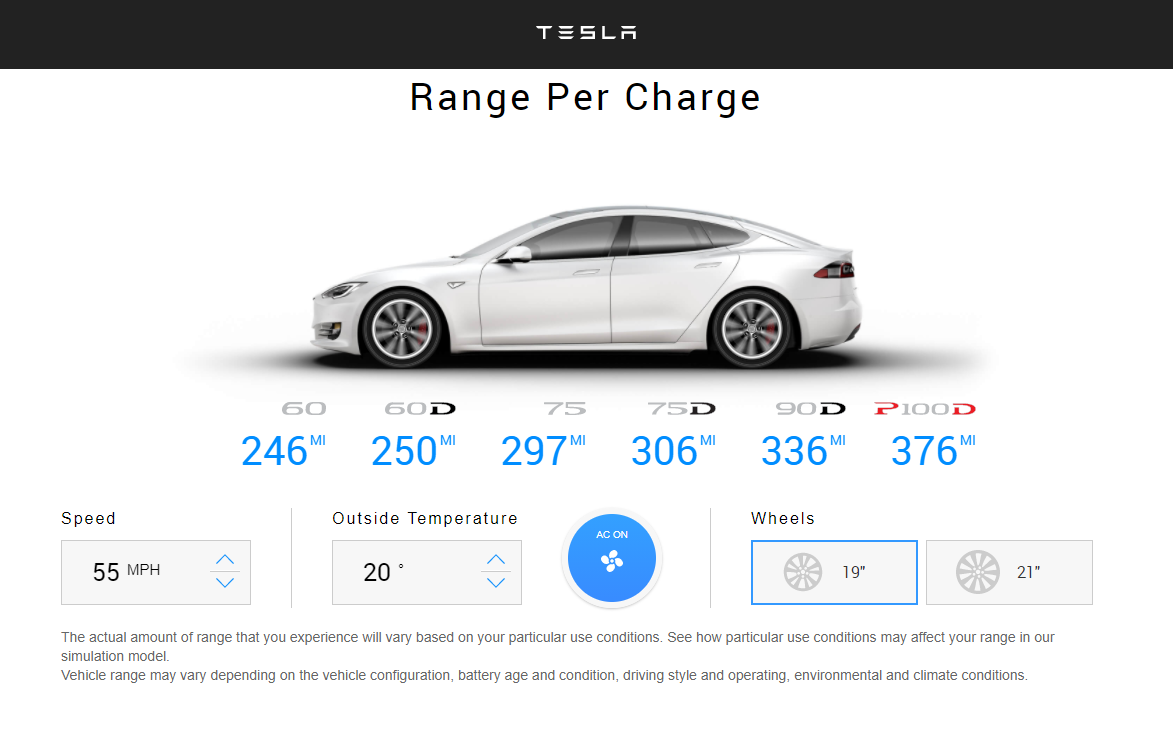 TESLA
Range Per Charge
60 60D 75 75D 90D P100D
246 MI 250 MI 297 MI 306 MI 336 MI 376 MI
Speed Outside Temperature Wheels
AC ON
55 MPH 20 ° 19” 21”
The actual amount of range that you experience will vary based on your particular use conditions. See how particular use conditions may affect your range in our
simulation model.
Vehicle range may vary depending on the vehicle configuration, battery age and condition, driving style and operating, environmental and climate conditions.